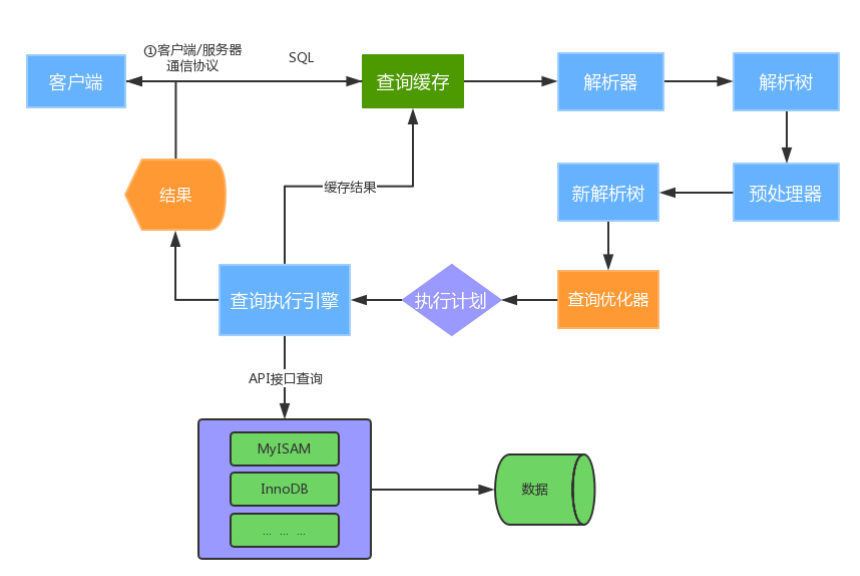 ①客户端/服务器
通信协议
SQL
客户端
查询缓存
解析器
解析树
缓存结果
结果
新解析树
预处理器
查询执行引擎
执行计划
查询优化器
API接口查询
MyISAM
InnoDB
... ... ...
数据